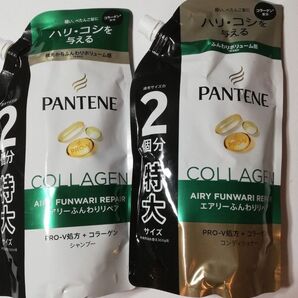 ハリ・コシを
与える
PANTENE
2
個分
特大
サイズ
COLLAGEN
AIRY FUNWARI REPAIR
エアリーふんわりリペア
PRO-V処方 + コラーゲン
シャンプー
ハリ・コシを
与える
PANTENE
2
個分
特大
サイズ
COLLAGEN
AIRY FUNWARI REPAIR
エアリーふんわりリペア
PRO-V処方 + コラーゲン
コンディショナー